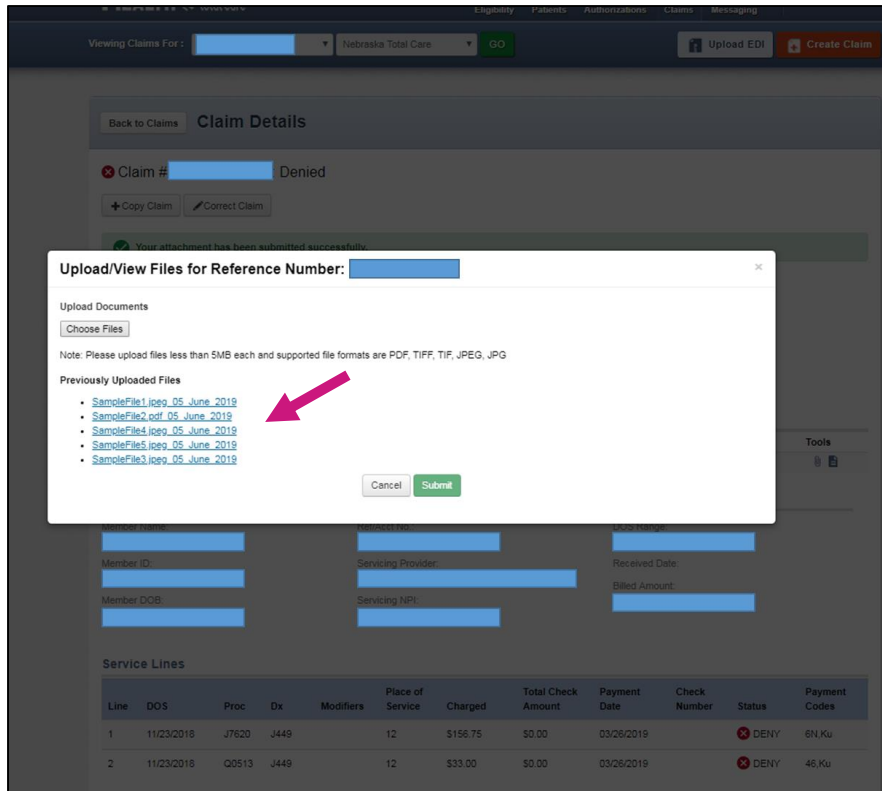 Eligibility Patients Authorizations Claims Messaging
Viewing Claims For : Nebraska Total Care GO Upload EDI Create Claim
Back to Claims Claim Details
Claim # Denied
Copy Claim Correct Claim
Your attachment has been submitted successfully.
Upload/View Files for Reference Number: ×
Upload Documents
Choose Files
Note: Please upload files less than 5MB each and supported file formats are PDF, TIFF, TIF, JPEG, JPG
Previously Uploaded Files
SampleFile1.jpeg_05_June_2019
SampleFile2.pdf_05_June_2019
SampleFile4.jpeg_05_June_2019
SampleFile5.jpeg_05_June_2019
SampleFile3.jpeg_05_June_2019
Tools
Cancel Submit
Member Name: Ref/Acct No.: DOS Range:
Member ID: Servicing Provider: Received Date:
Billed Amount:
Member DOB: Servicing NPI:
Service Lines
Line DOS Proc Dx Modifiers Place of Service Charged Total Check Amount Payment Date Check Number Status Payment Codes
1 11/23/2018 J7620 J449 12 $156.75 $0.00 03/26/2019 DENY 6N,Ku
2 11/23/2018 Q0513 J449 12 $33.00 $0.00 03/26/2019 DENY 46,Ku